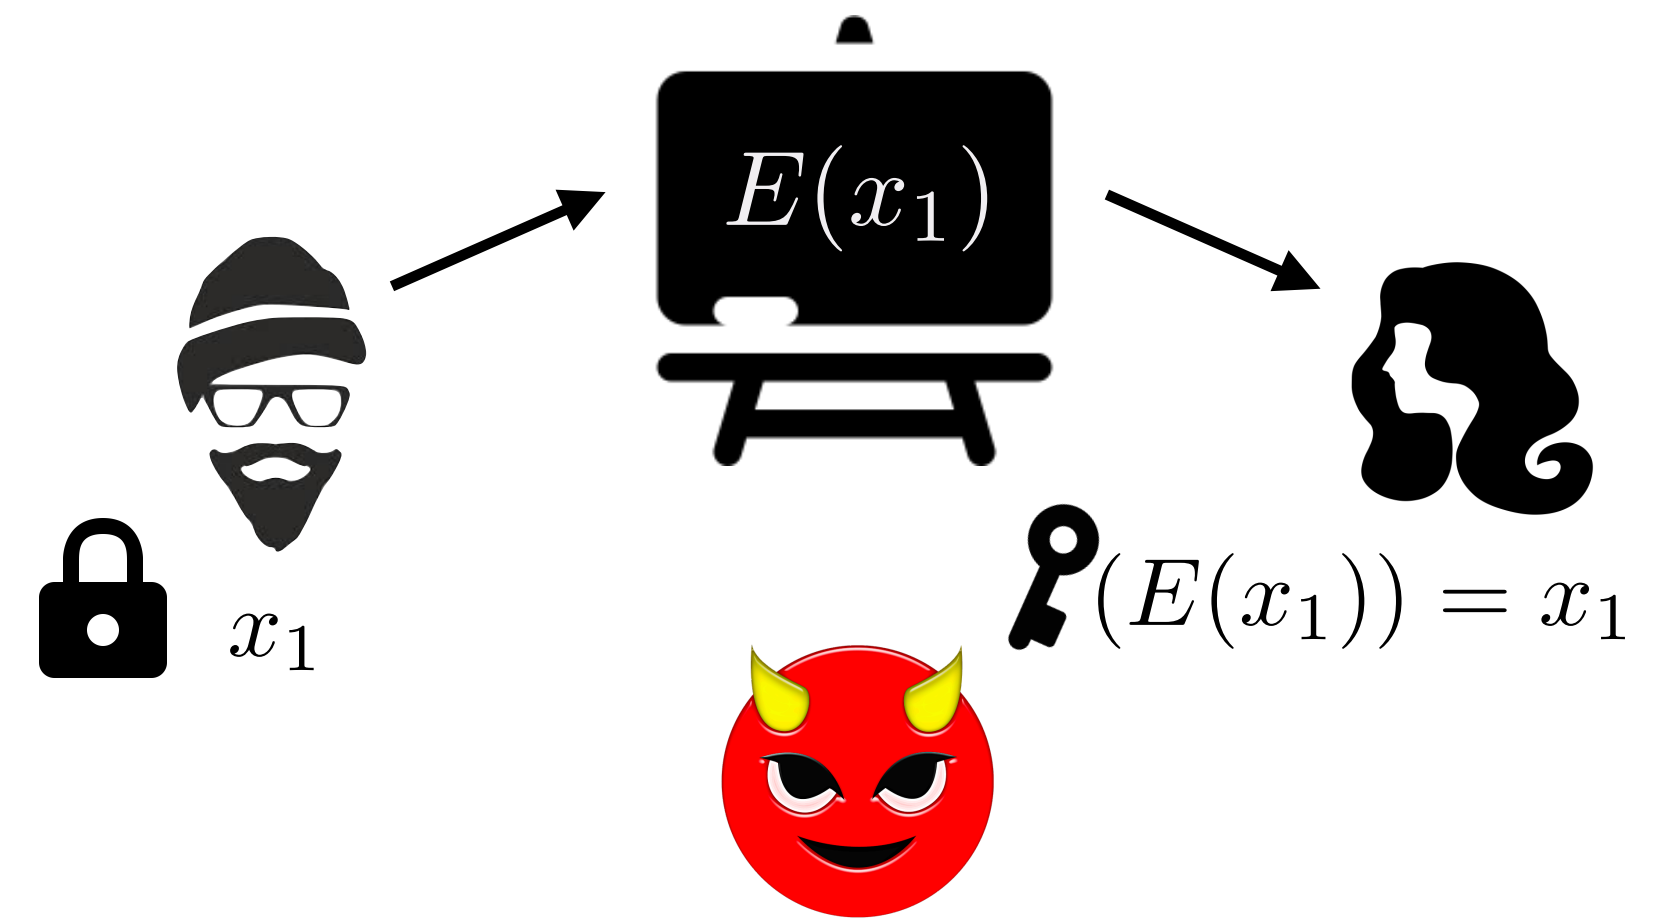 E(x₁)
x₁
(E(x₁)) = x₁